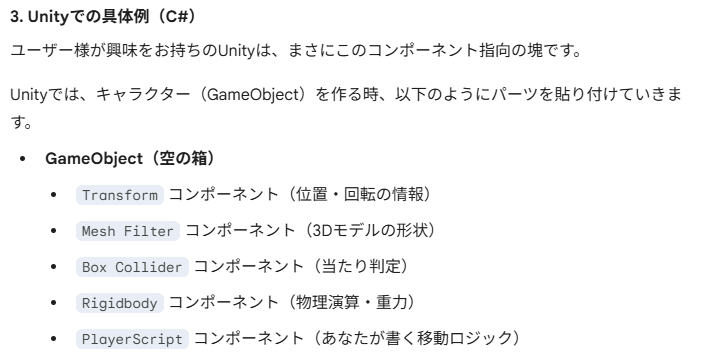 3. Unityでの具体例（C#）
ユーザー様が興味をお持ちのUnityは、まさにこのコンポーネント指向の塊です。
Unityでは、キャラクター（GameObject）を作る時、以下のようにパーツを貼り付けていきま
す。
• GameObject（空の箱）
• Transform コンポーネント（位置・回転の情報）
• Mesh Filter コンポーネント（3Dモデルの形状）
• Box Collider コンポーネント（当たり判定）
• Rigidbody コンポーネント（物理演算・重力）
• PlayerScript コンポーネント（あなたが書く移動ロジック）